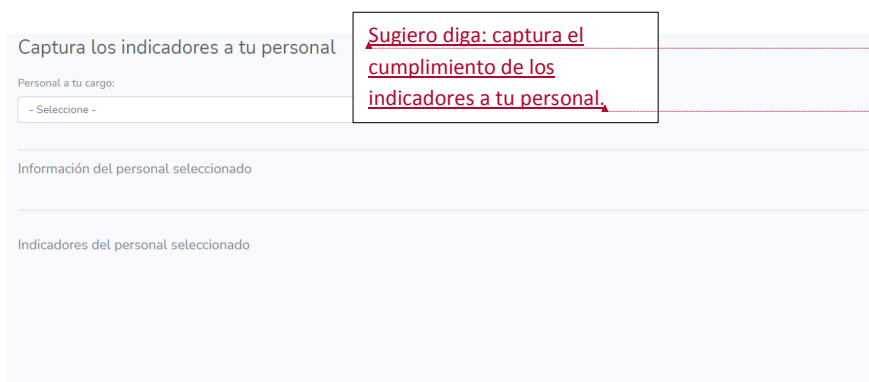 Captura los indicadores a tu personal
Sugiero diga: captura el
cumplimiento de los
indicadores a tu personal.
Personal a tu cargo:
- Seleccione -
Información del personal seleccionado
Indicadores del personal seleccionado